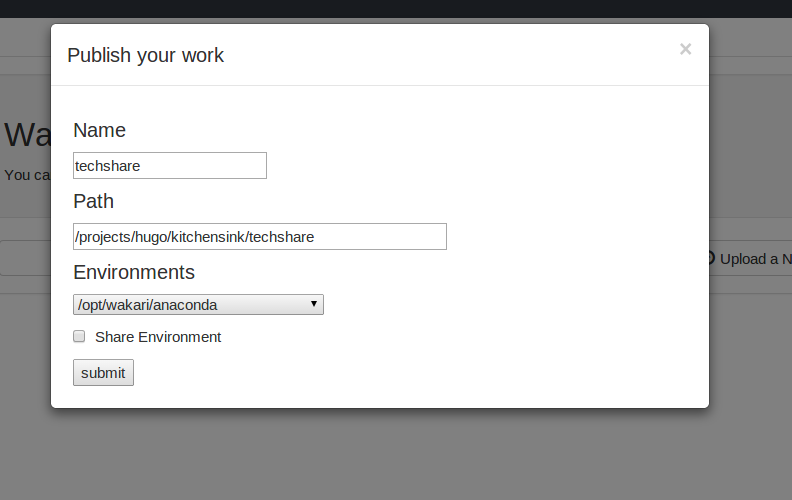 Publish your work
×
Name
techshare
Path
/projects/hugo/kitchensink/techshare
Environments
/opt/wakari/anaconda
Share Environment
submit
Wa
You ca
Upload a N